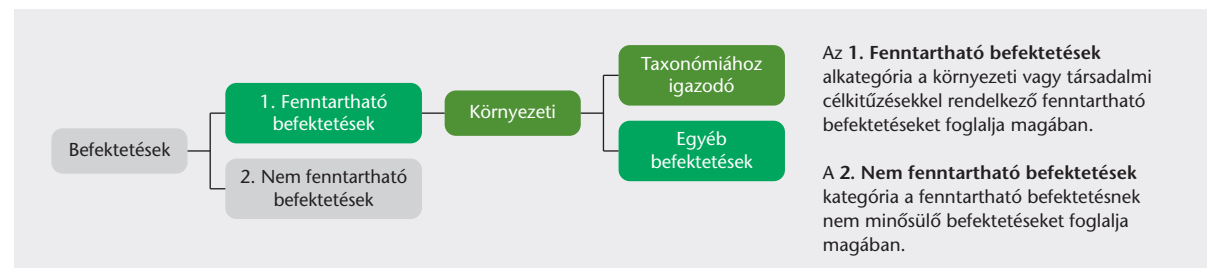 Befektetések
1. Fenntartható
befektetések
2. Nem fenntartható
befektetések
Környezeti
Taxonómiához
igazodó
Egyéb
befektetések
Az 1. Fenntartható befektetések
alkategória a környezeti vagy társadalmi
célkitűzésekkel rendelkező fenntartható
befektetéseket foglalja magában.
A 2. Nem fenntartható befektetések
kategória a fenntartható befektetésnek
nem minősülő befektetéseket foglalja
magában.